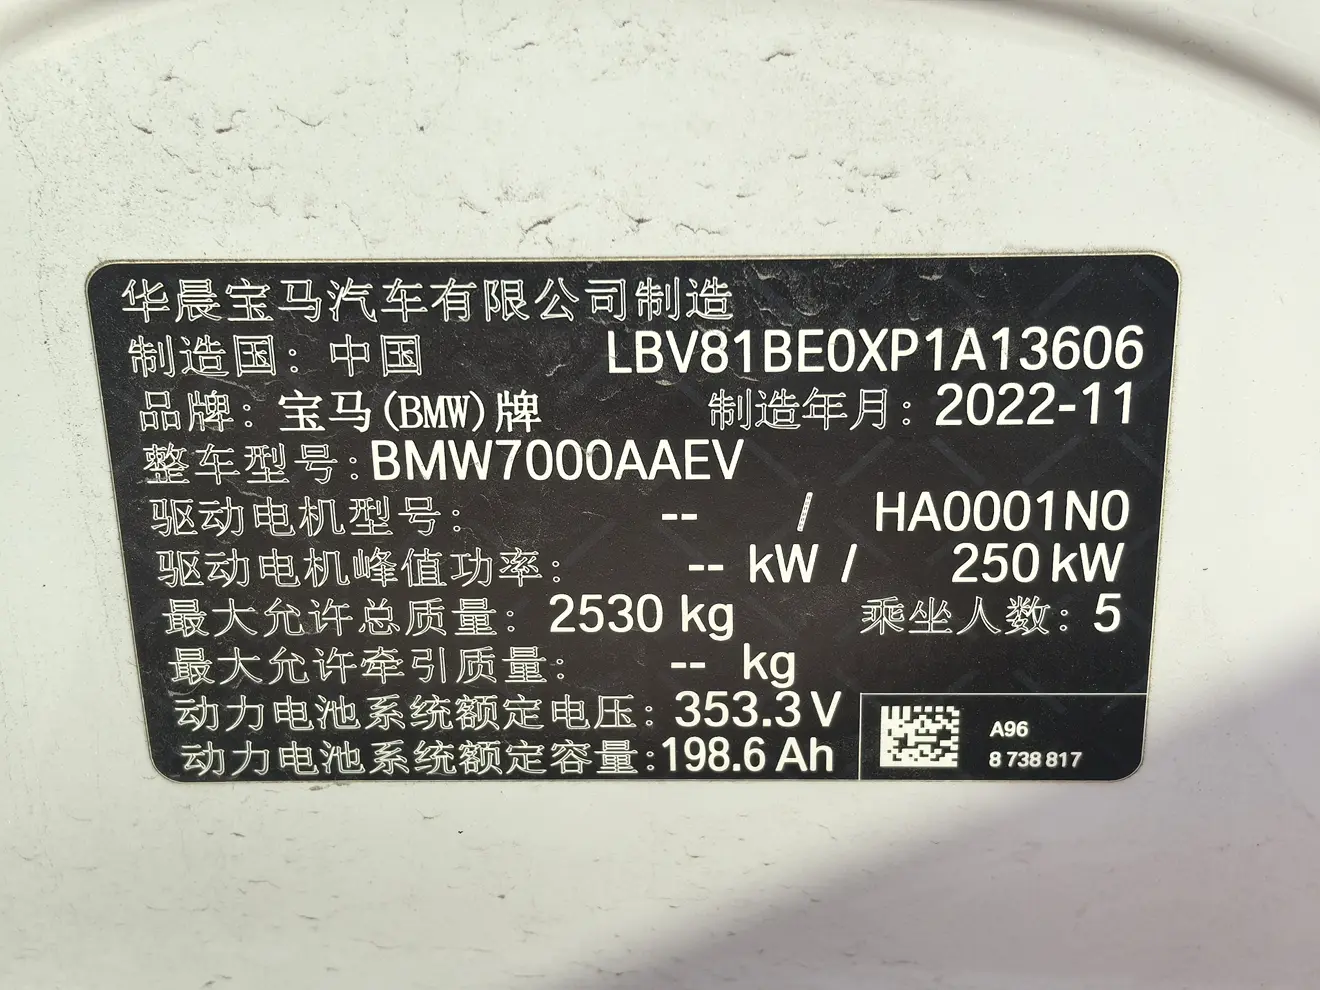 华晨宝马汽车有限公司制造
制造国：中国 LBV81BE0XP1A13606
品牌：宝马(BMW)牌 制造年月：2022-11
整车型号:BMW7000AAEV
驱动电机型号： -- / HA0001N0
驱动电机峰值功率： -- kW / 250 kW
最大允许总质量：2530 kg 乘坐人数：5
最大允许牵引质量： -- kg
动力电池系统额定电压：353.3 V
动力电池系统额定容量:198.6 Ah
A96
8 738 817